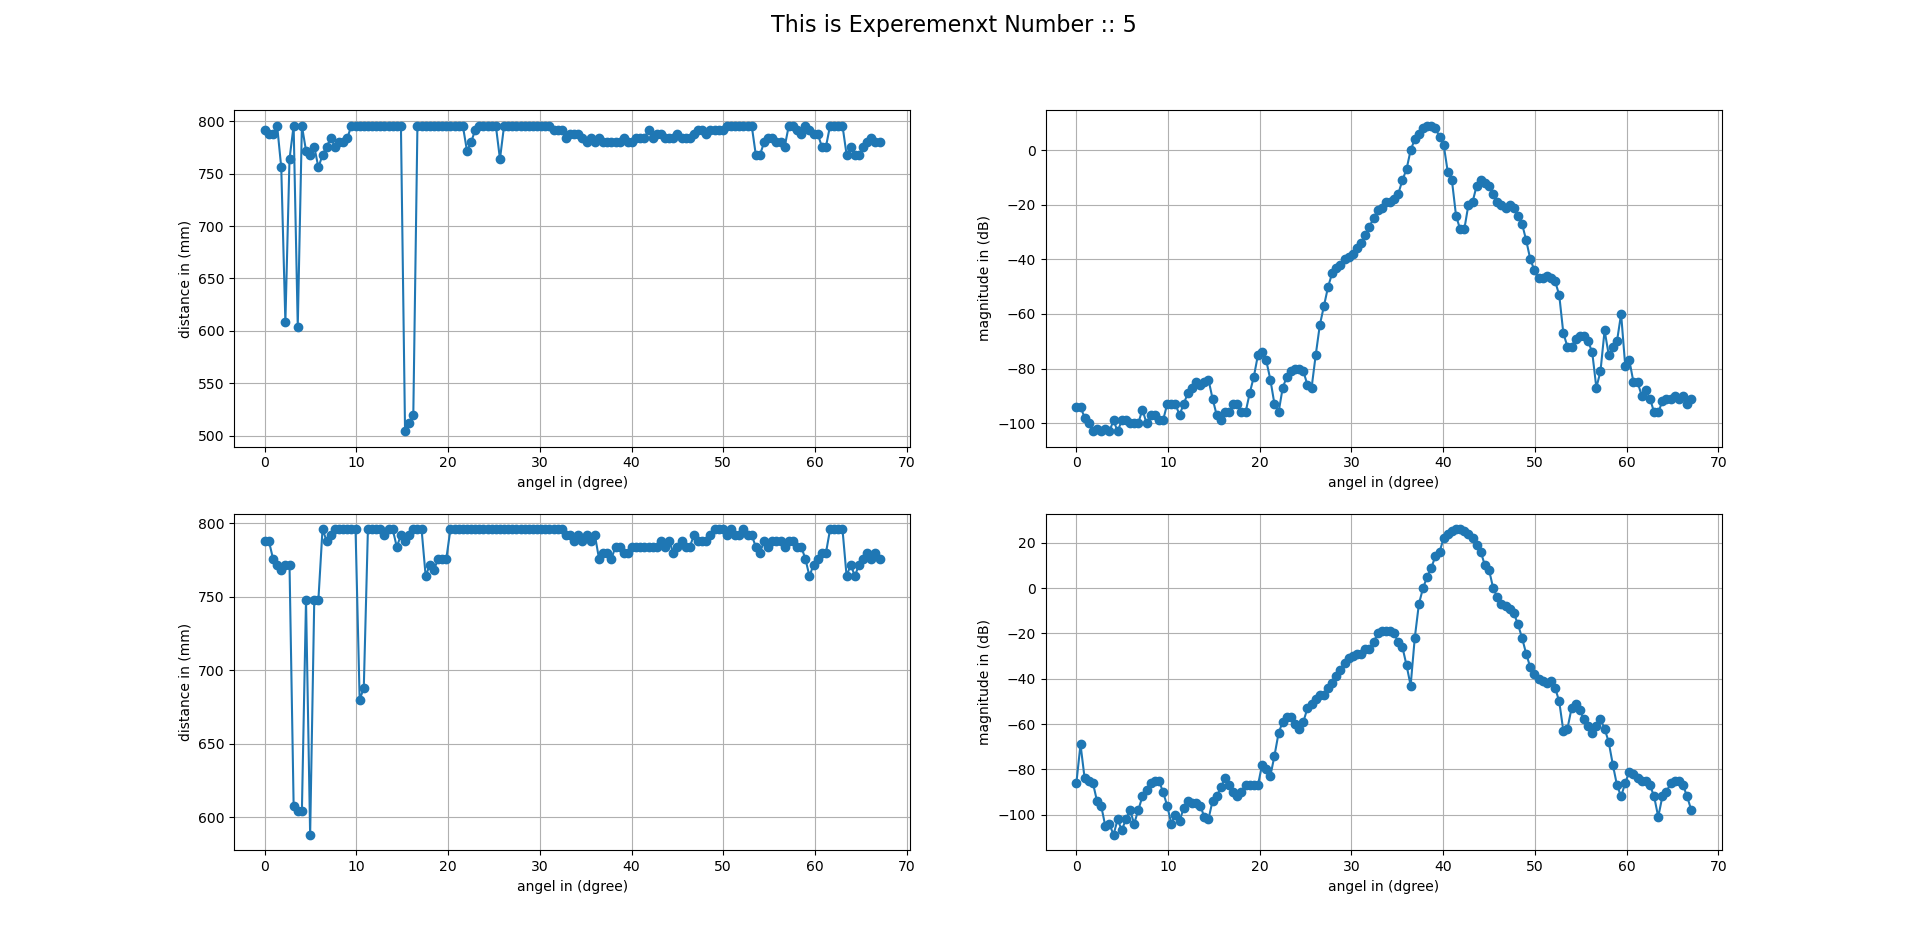 This is Experemenxt Number :: 5
800
750
700
650
600
550
500
distance in (mm)
0 10 20 30 40 50 60 70
angel in (dgree)
0
−20
−40
−60
−80
−100
magnitude in (dB)
0 10 20 30 40 50 60 70
angel in (dgree)
800
750
700
650
600
distance in (mm)
0 10 20 30 40 50 60 70
angel in (dgree)
20
0
−20
−40
−60
−80
−100
magnitude in (dB)
0 10 20 30 40 50 60 70
angel in (dgree)